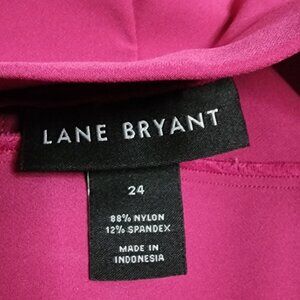 LANE BRYANT
24
88% NYLON
12% SPANDEX
MADE IN
INDONESIA